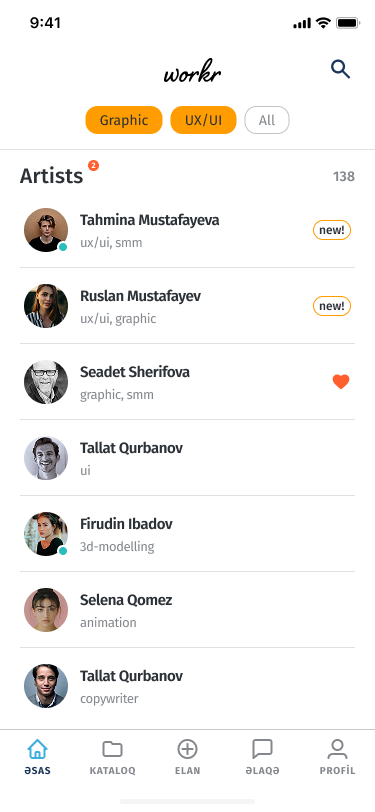 9:41
workr
Graphic UX/UI All
Artists 2 138
Tahmina Mustafayeva
ux/ui, smm
new!
Ruslan Mustafayev
ux/ui, graphic
new!
Seadet Sherifova
graphic, smm
Tallat Qurbanov
ui
Firudin Ibadov
3d-modelling
Selena Qomez
animation
Tallat Qurbanov
copywriter
ƏSAS KATALOQ ELAN ƏLAQƏ PROFİL